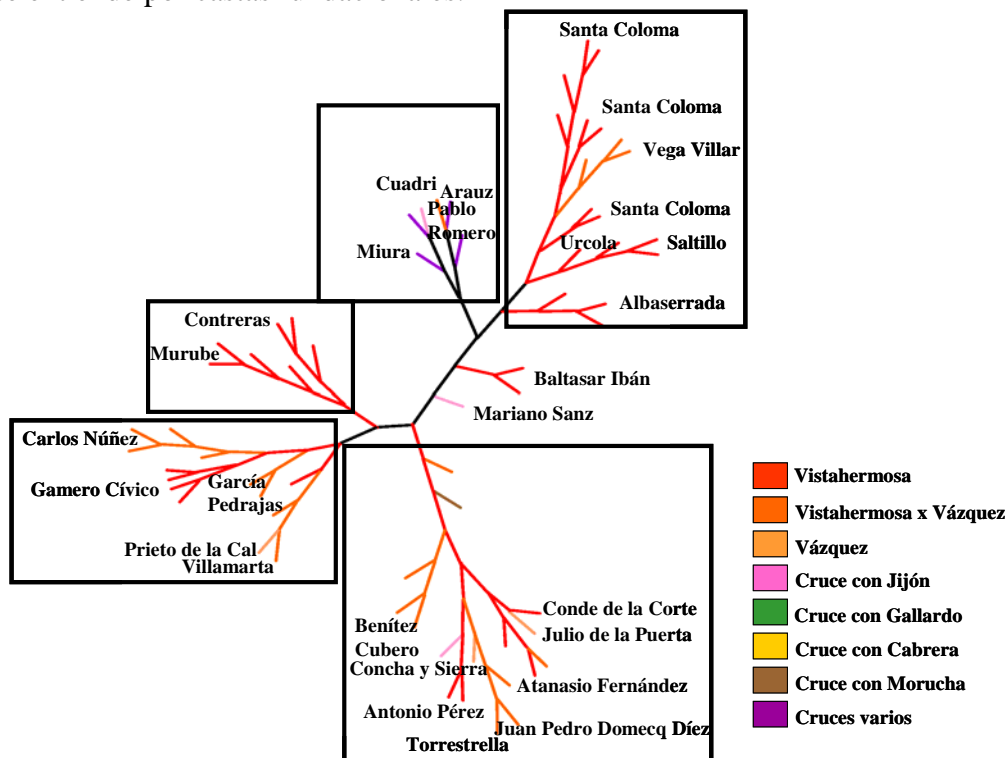 Santa Coloma
Santa Coloma
Vega Villar
Cuadri
Arauz
Pablo
Romero
Miura
Santa Coloma
Urcola
Saltillo
Albaserrada
Contreras
Murube
Baltasar Ibán
Mariano Sanz
Carlos Núñez
Gamero Cívico
García
Pedrajas
Prieto de la Cal
Villamarta
Benítez
Cubero
Concha y Sierra
Antonio Pérez
Torrestrella
Conde de la Corte
Julio de la Puerta
Atanasio Fernández
Juan Pedro Domecq Díez
Vistahermosa
Vistahermosa x Vázquez
Vázquez
Cruce con Jijón
Cruce con Gallardo
Cruce con Cabrera
Cruce con Morucha
Cruces varios